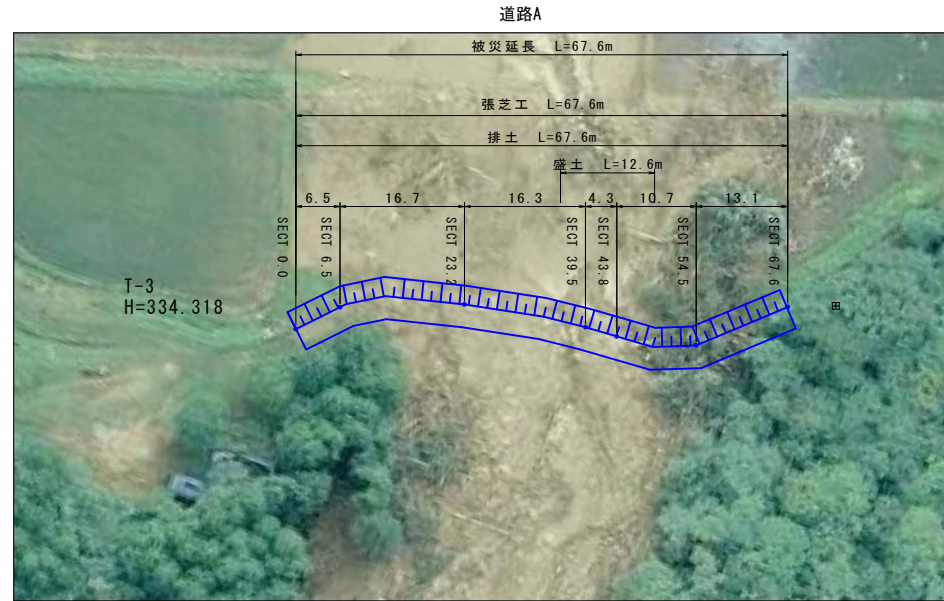 道路A
被災延長 L=67.6m
張芝工 L=67.6m
排土 L=67.6m
盛土 L=12.6m
6.5 16.7 16.3 4.3 10.7 13.1
SECT 0.0
SECT 6.5
SECT 23.2
SECT 39.5
SECT 43.8
SECT 54.5
SECT 67.6
T-3
H=334.318